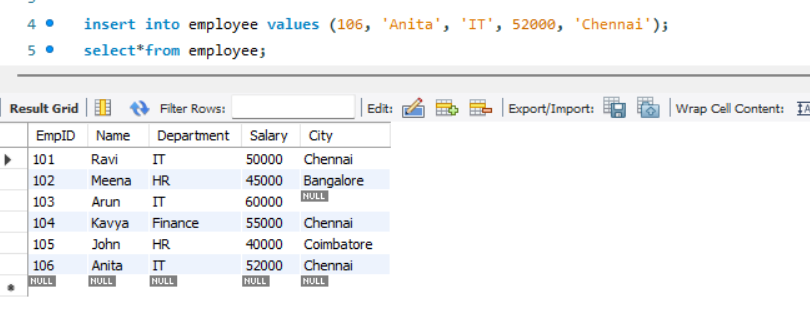 4 insert into employee values (106, 'Anita', 'IT', 52000, 'Chennai');
5 select*from employee;
Result Grid Filter Rows: Edit: Export/Import: Wrap Cell Content:
EmpID Name Department Salary City
101 Ravi IT 50000 Chennai
102 Meena HR 45000 Bangalore
103 Arun IT 60000 NULL
104 Kavya Finance 55000 Chennai
105 John HR 40000 Coimbatore
106 Anita IT 52000 Chennai
NULL NULL NULL NULL NULL